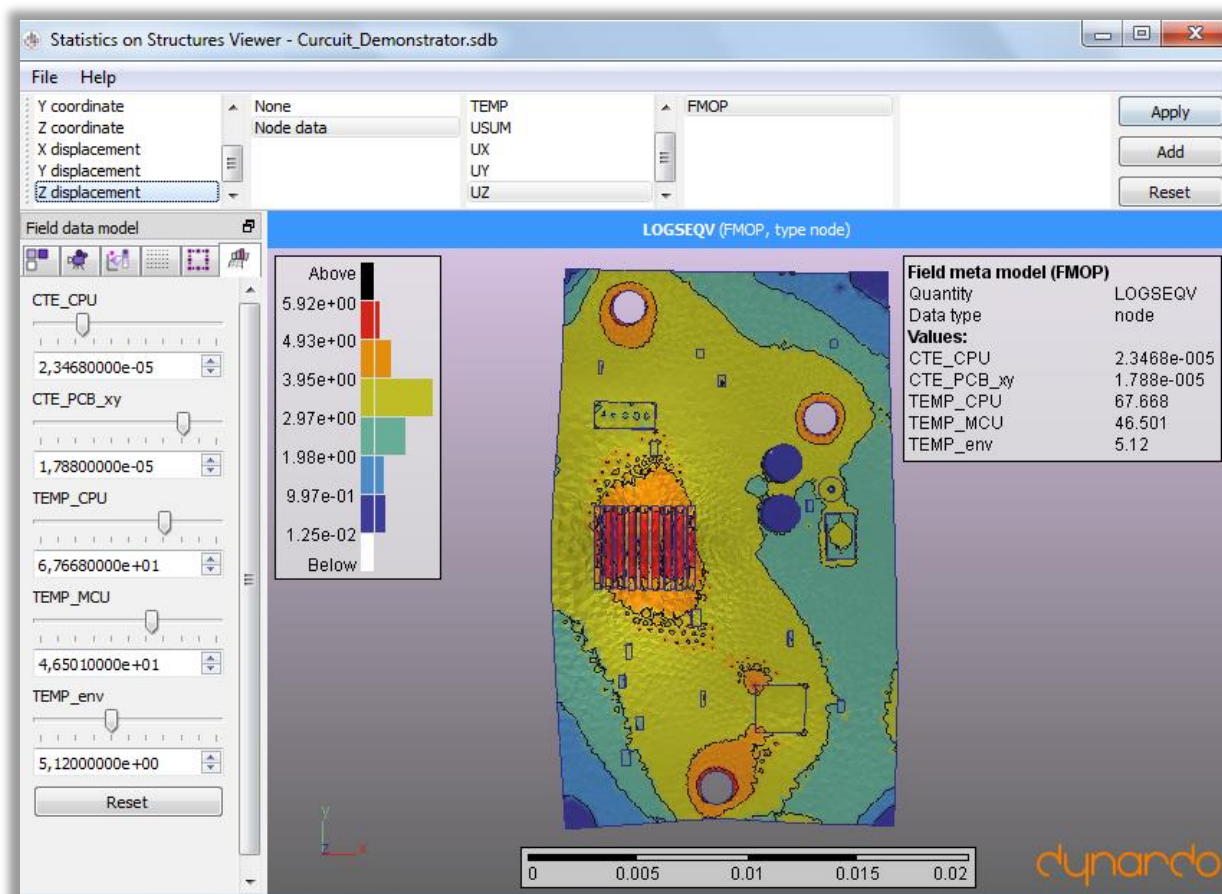 Statistics on Structures Viewer - Curcuit_Demonstrator.sdb
File Help
Y coordinate
Z coordinate
X displacement
Y displacement
Z displacement
None
Node data
TEMP
USUM
UX
UY
UZ
FMOP
Apply
Add
Reset
Field data model
CTE_CPU
2,34680000e-05
CTE_PCB_xy
1,78800000e-05
TEMP_CPU
6,76680000e+01
TEMP_MCU
4,65010000e+01
TEMP_env
5,12000000e+00
Reset
LOGSEQV (FMOP, type node)
Above
5.92e+00
4.93e+00
3.95e+00
2.97e+00
1.98e+00
9.97e-01
1.25e-02
Below
Field meta model (FMOP)
Quantity LOGSEQV
Data type node
Values:
CTE_CPU 2.3468e-005
CTE_PCB_xy 1.788e-005
TEMP_CPU 67.668
TEMP_MCU 46.501
TEMP_env 5.12
y
z x
0 0.005 0.01 0.015 0.02
dynardo